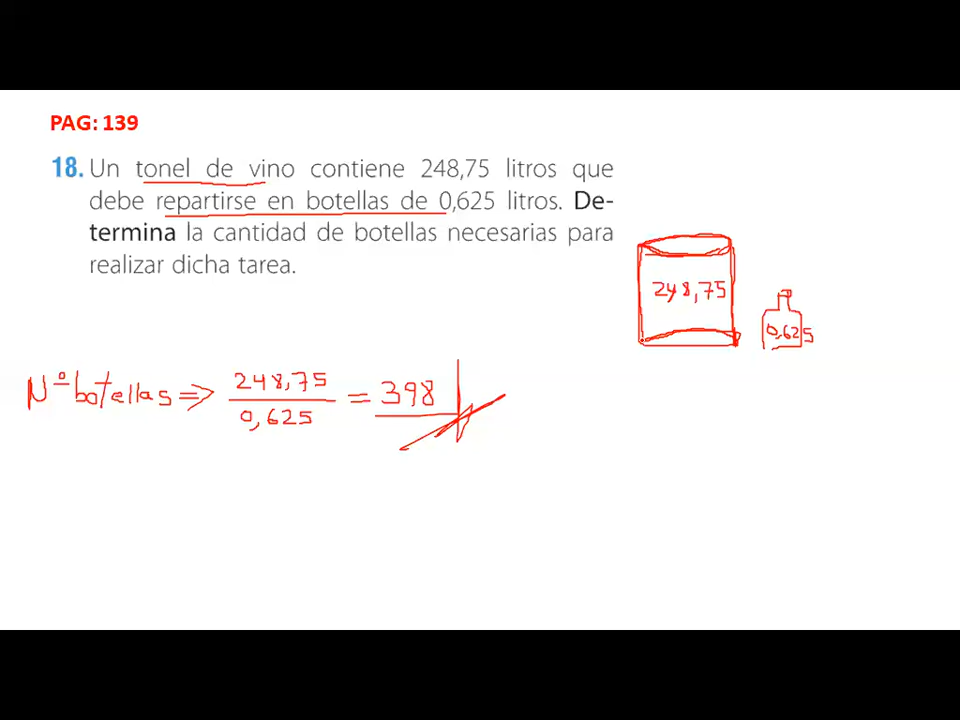 PAG: 139
18. Un tonel de vino contiene 248,75 litros que
debe repartirse en botellas de 0,625 litros. De-
termina la cantidad de botellas necesarias para
realizar dicha tarea.
248,75
0,625
Nº botellas ⇒ 248,75 / 0,625 = 398